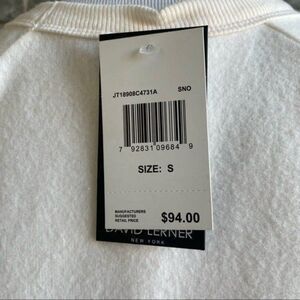 JT18908C4731A SNO
7 92831 09684 9
SIZE: S
MANUFACTURERS
SUGGESTED
RETAIL PRICE $94.00
DAVID LERNER
NEW YORK